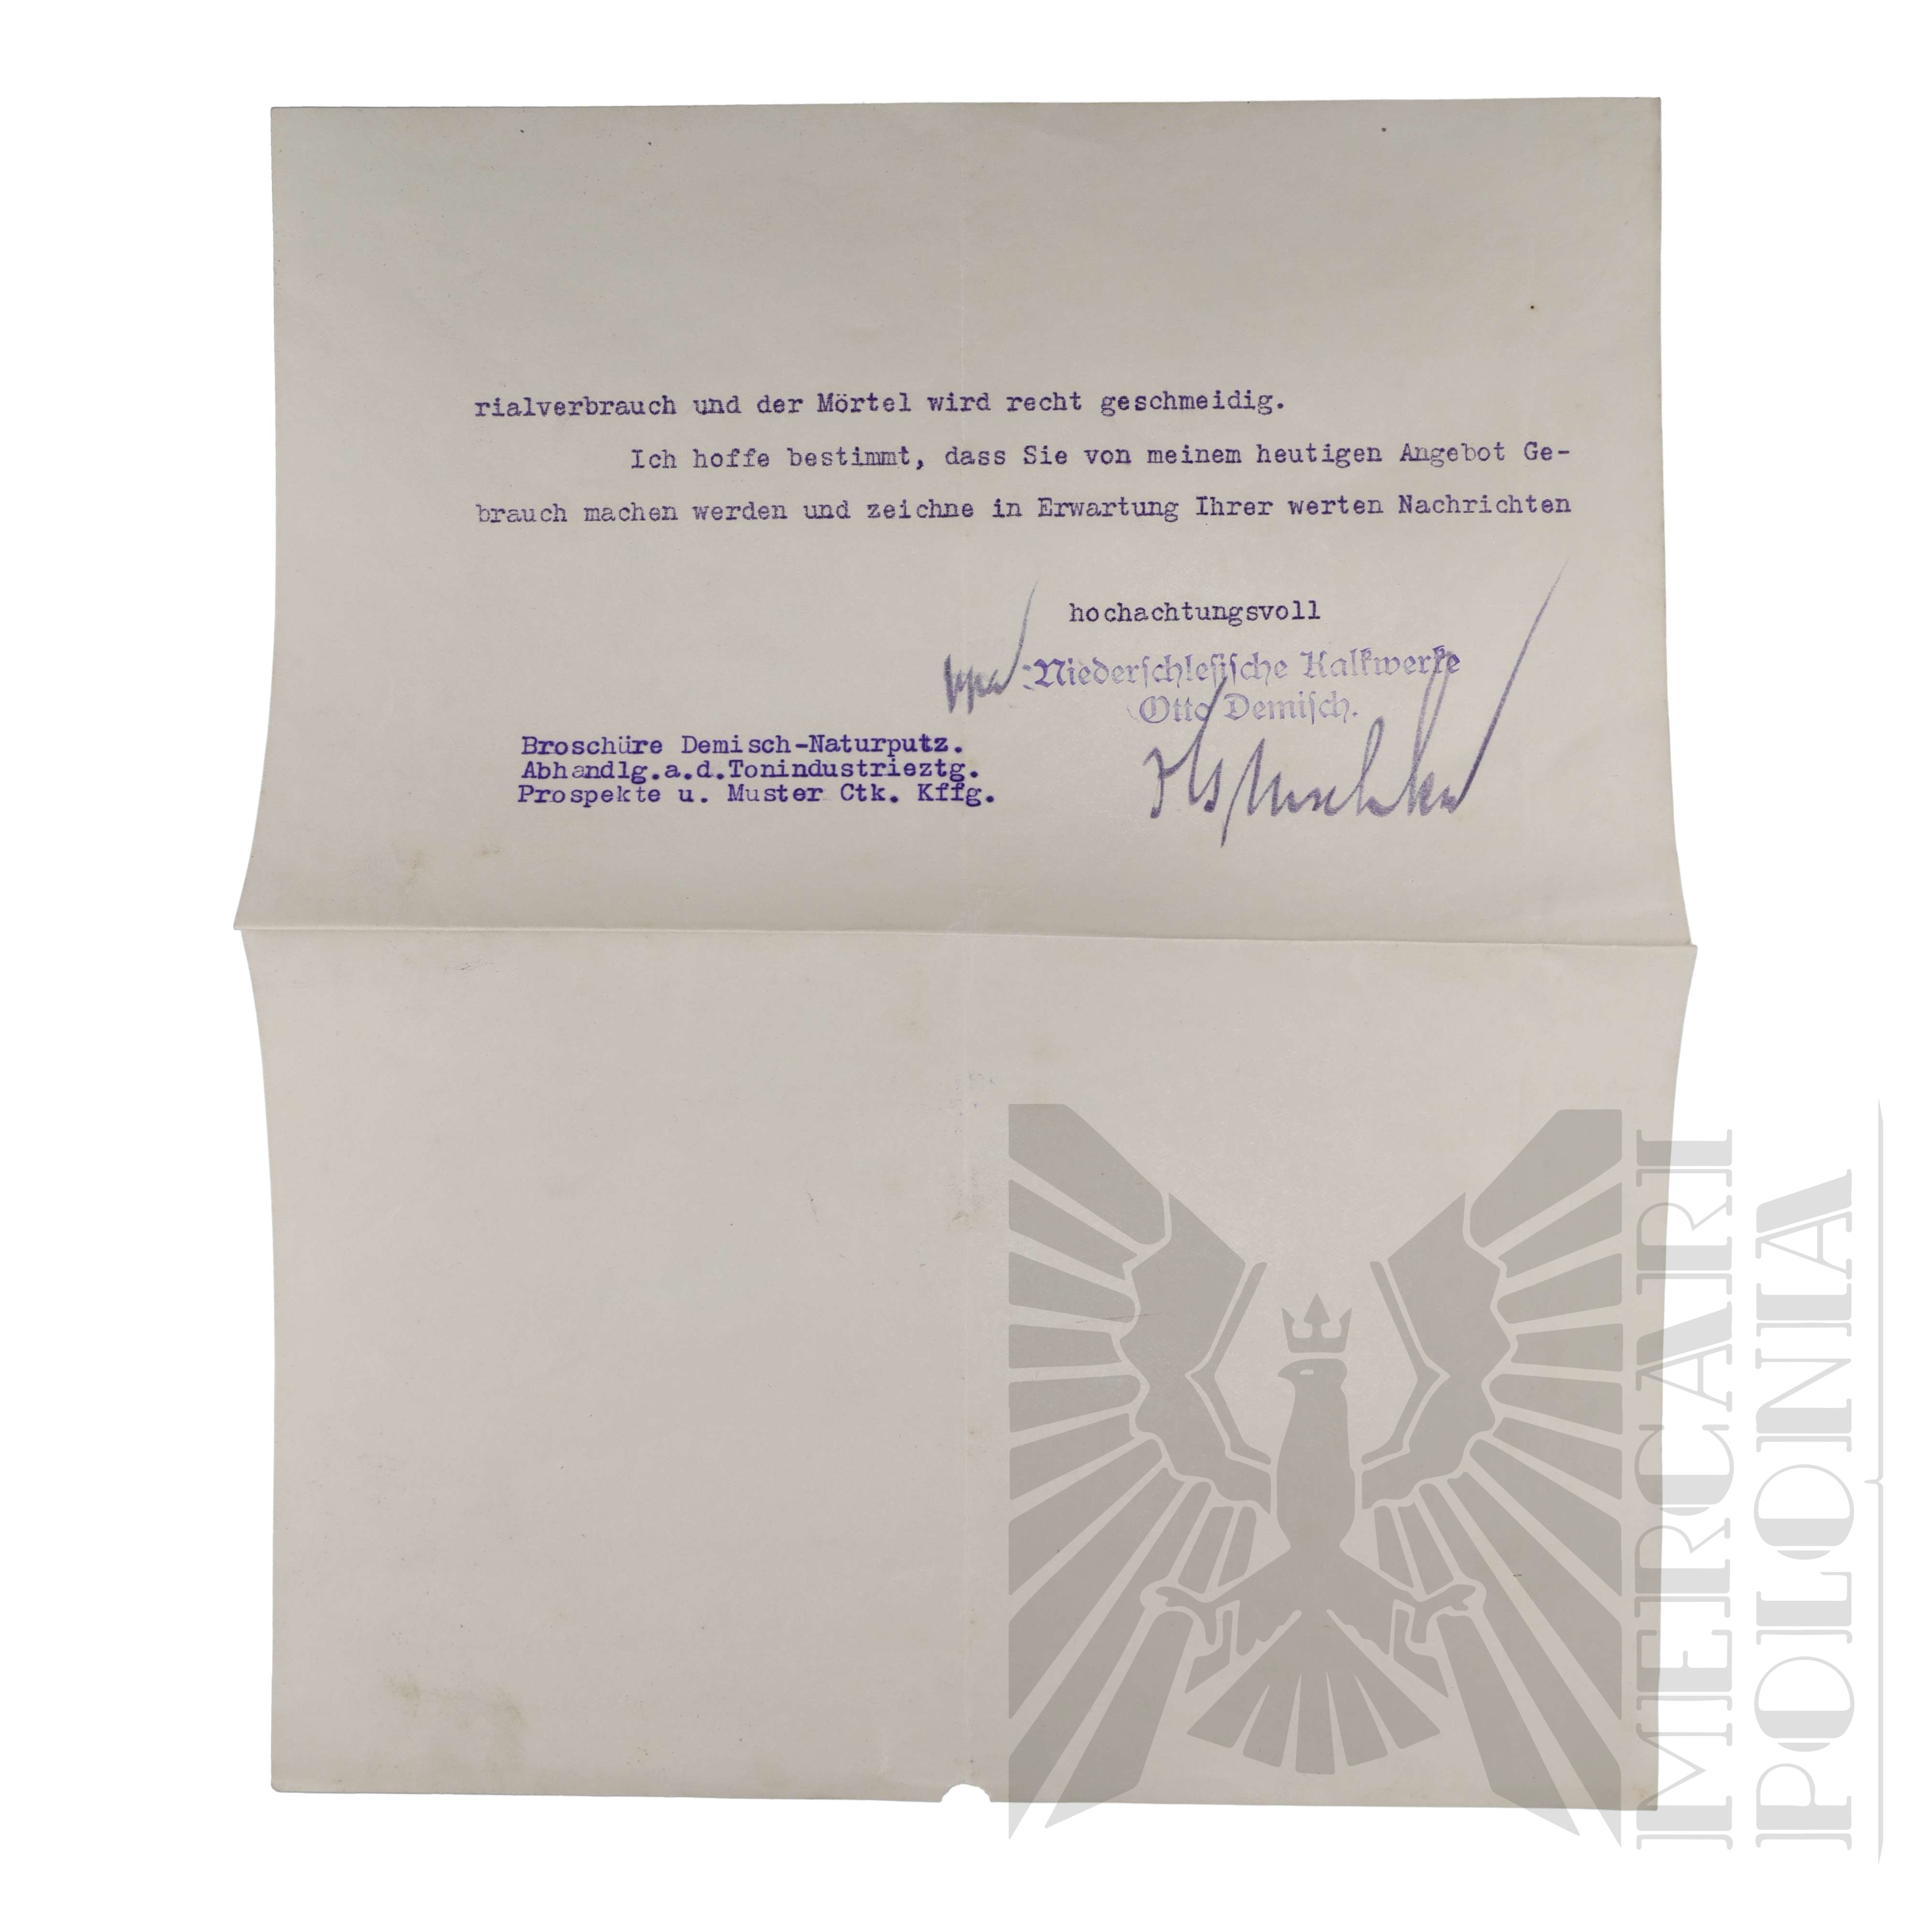 rialverbrauch und der Mörtel wird recht geschmeidig.
Ich hoffe bestimmt, dass Sie von meinem heutigen Angebot Ge-
brauch machen werden und zeichne in Erwartung Ihrer werten Nachrichten
hochachtungsvoll
ppa Niederschlesische Kalkwerke
Otto Demisch.
Broschüre Demisch-Naturputz.
Abhandlg.a.d.Tonindustrieztg.
Prospekte u. Muster Ctk. Kffg.
MERCARI
POLONIA